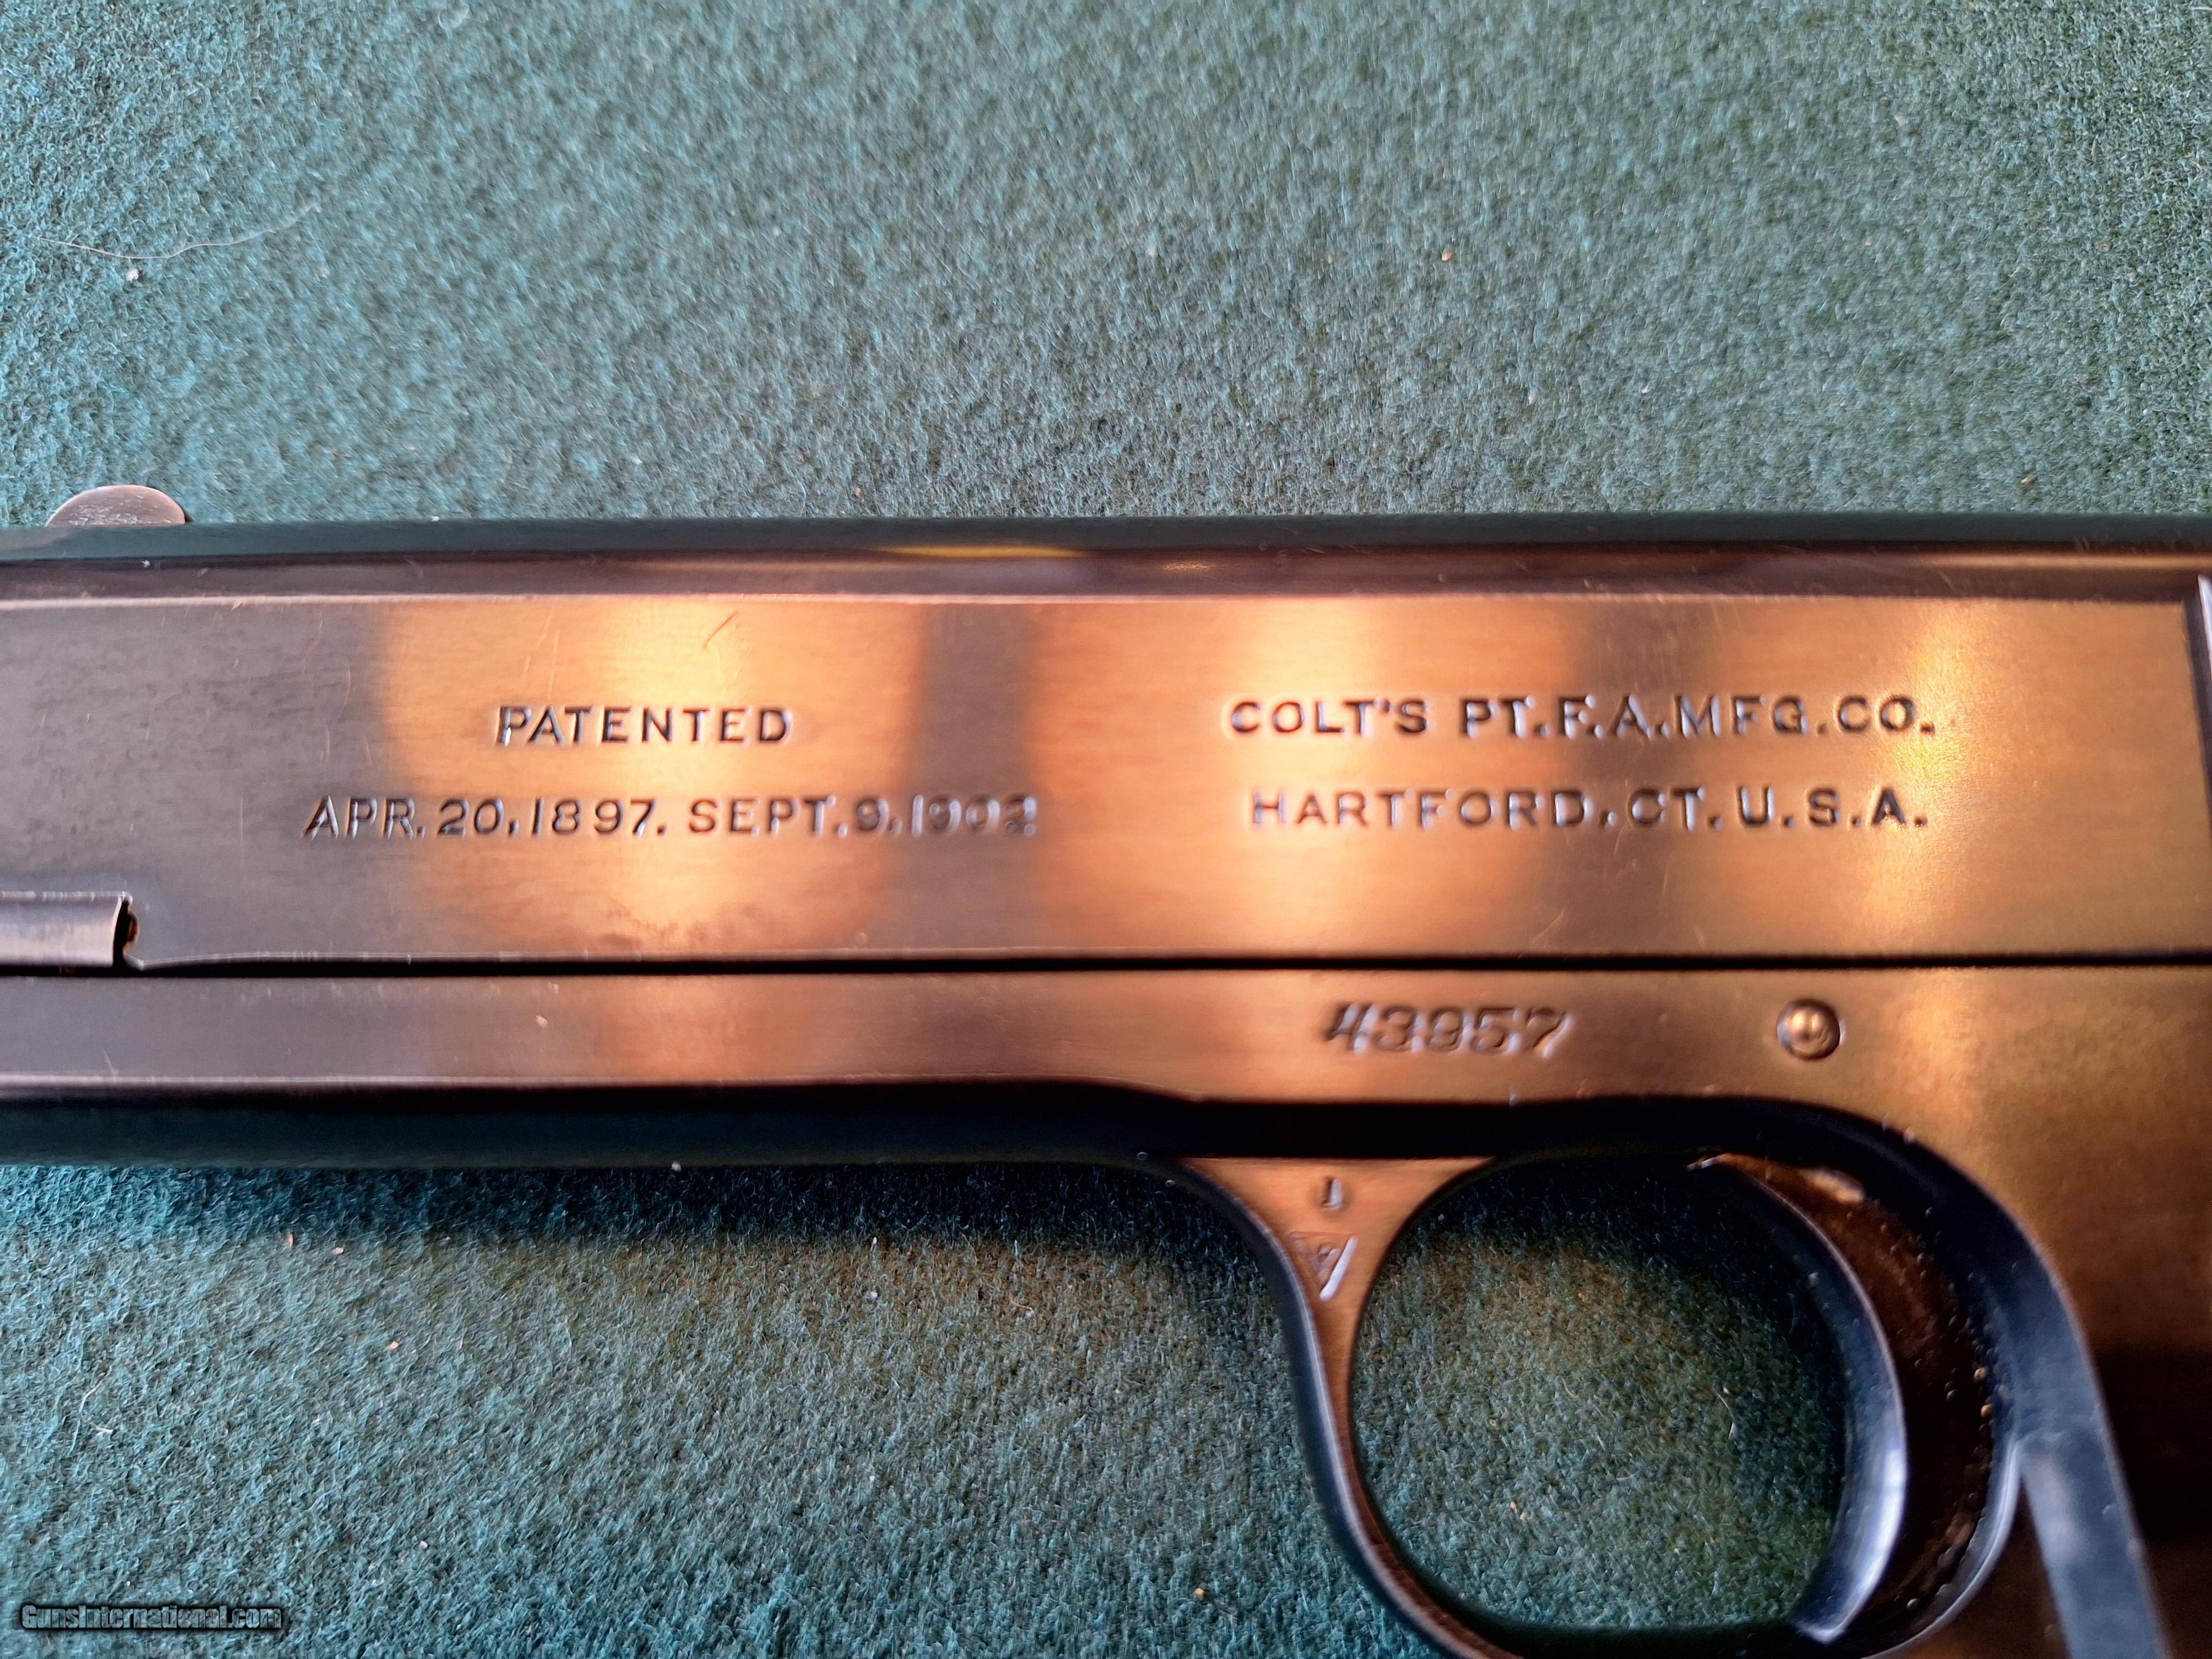 PATENTED
APR. 20, 1897. SEPT. 9, 1902
COLT'S PT. F. A. MFG. CO.
HARTFORD, CT. U.S.A.
43957
GunsInternational.com